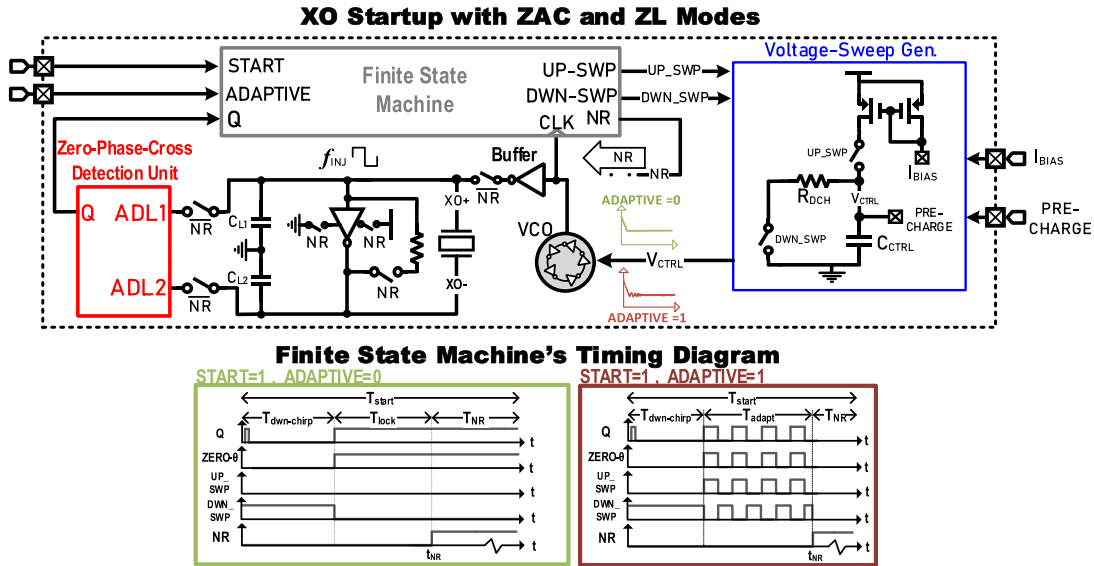 XO Startup with ZAC and ZL Modes
Voltage-Sweep Gen.
START
ADAPTIVE
Q
Finite State
Machine
UP-SWP
DWN-SWP
CLK
NR
UP_SWP
DWN_SWP
NR
NR
Zero-Phase-Cross
Detection Unit
Q
ADL1
ADL2
NR
NR
CL1
CL2
fINJ
NR
NR
NR
XO+
XO-
NR
Buffer
VCO
ADAPTIVE =0
VCTRL
ADAPTIVE =1
UP_SWP
IBIAS
RDCH
VCTRL
DWN_SWP
PRE-
CHARGE
CCTRL
IBIAS
PRE-
CHARGE
Finite State Machine's Timing Diagram
START=1 , ADAPTIVE=0
Tstart
Tdwn-chirp
Tlock
TNR
Q
t
ZERO-θ
t
UP_
SWP
t
DWN_
SWP
t
NR
t
tNR
START=1 , ADAPTIVE=1
Tstart
Tdwn-chirp
Tadapt
TNR
Q
t
ZERO-θ
t
UP_
SWP
t
DWN_
SWP
t
NR
t
tNR